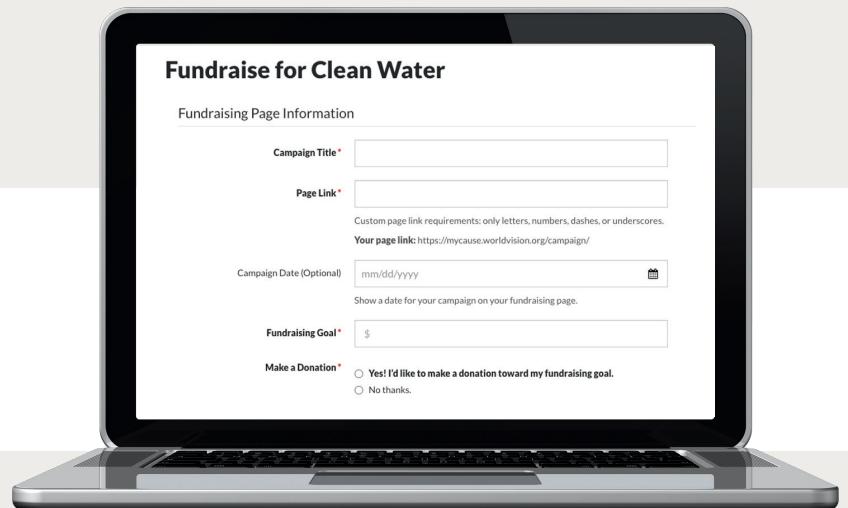 Fundraise for Clean Water
Fundraising Page Information
Campaign Title*
Page Link*
Custom page link requirements: only letters, numbers, dashes, or underscores.
Your page link: https://mycause.worldvision.org/campaign/
Campaign Date (Optional) mm/dd/yyyy
Show a date for your campaign on your fundraising page.
Fundraising Goal* $
Make a Donation* Yes! I'd like to make a donation toward my fundraising goal.
No thanks.